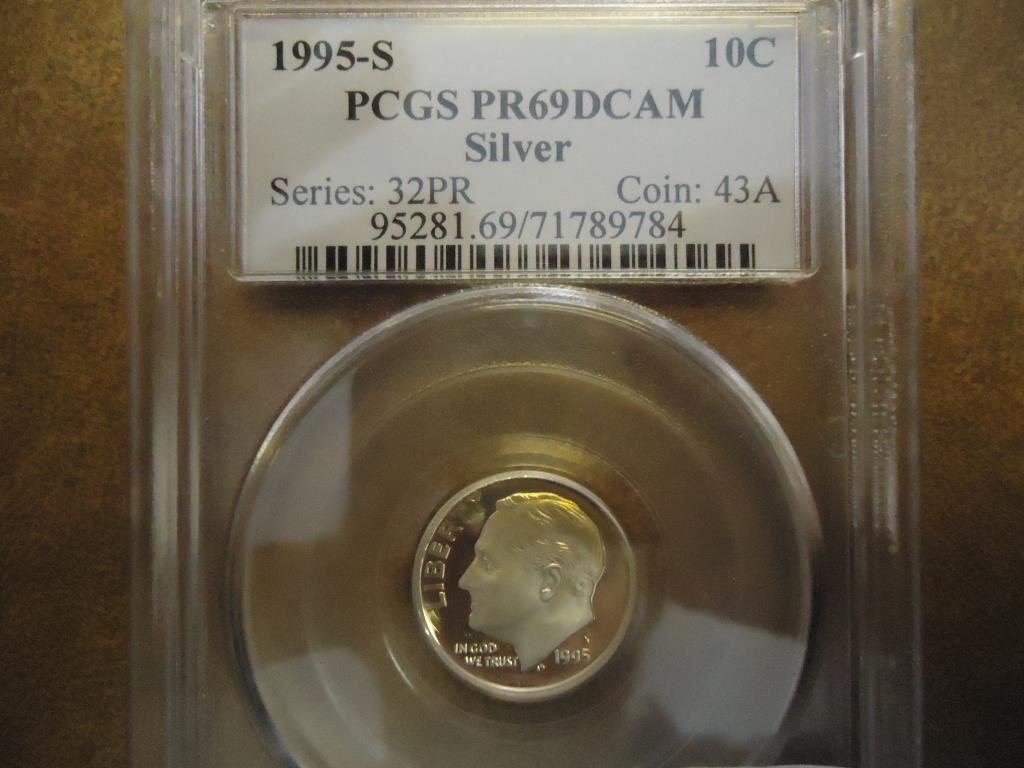 1995-S 10C
PCGS PR69DCAM
Silver
Series: 32PR Coin: 43A
95281.69/71789784
LIBERTY
IN GOD
WE TRUST
S
1995